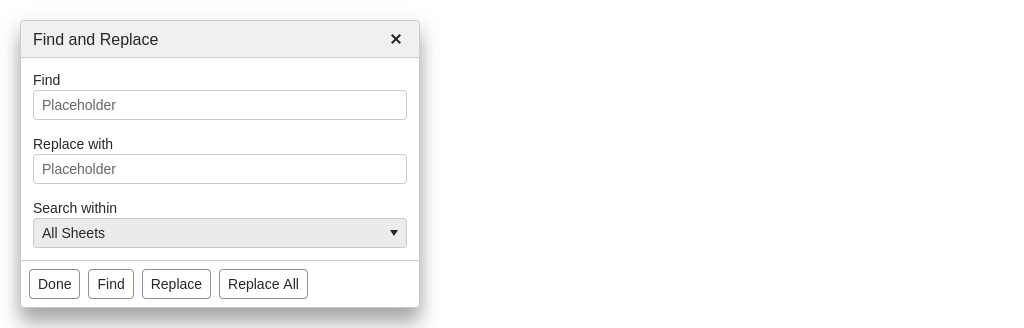 Find and Replace ✕
Find
Placeholder
Replace with
Placeholder
Search within
All Sheets
Done Find Replace Replace All